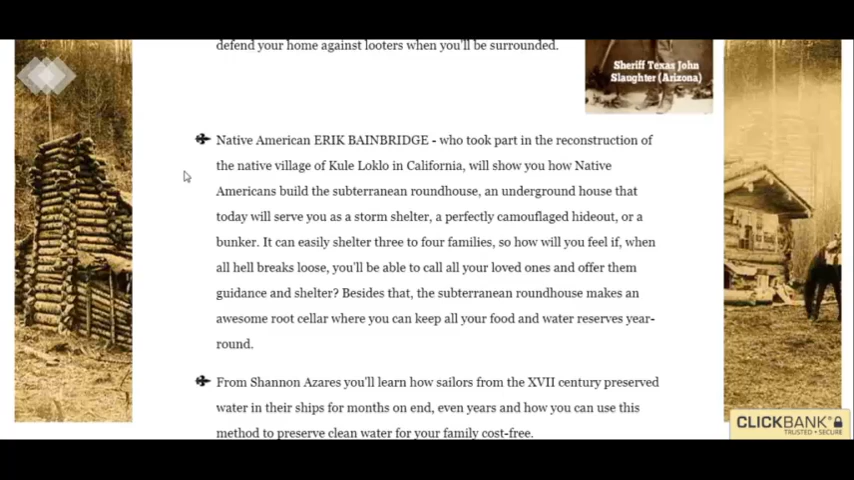 defend your home against looters when you'll be surrounded.
Sheriff Texas John
Slaughter (Arizona)
Native American ERIK BAINBRIDGE - who took part in the reconstruction of
the native village of Kule Loklo in California, will show you how Native
Americans build the subterranean roundhouse, an underground house that
today will serve you as a storm shelter, a perfectly camouflaged hideout, or a
bunker. It can easily shelter three to four families, so how will you feel if, when
all hell breaks loose, you'll be able to call all your loved ones and offer them
guidance and shelter? Besides that, the subterranean roundhouse makes an
awesome root cellar where you can keep all your food and water reserves year-
round.
From Shannon Azares you'll learn how sailors from the XVII century preserved
water in their ships for months on end, even years and how you can use this
method to preserve clean water for your family cost-free.
CLICKBANK®
TRUSTED • SECURE